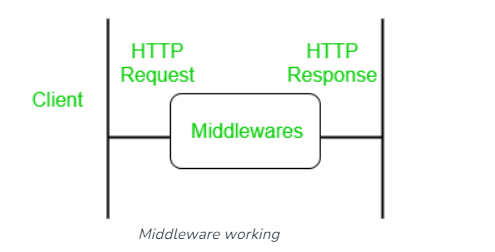 HTTP
Request
HTTP
Response
Client
Middlewares
Middleware working